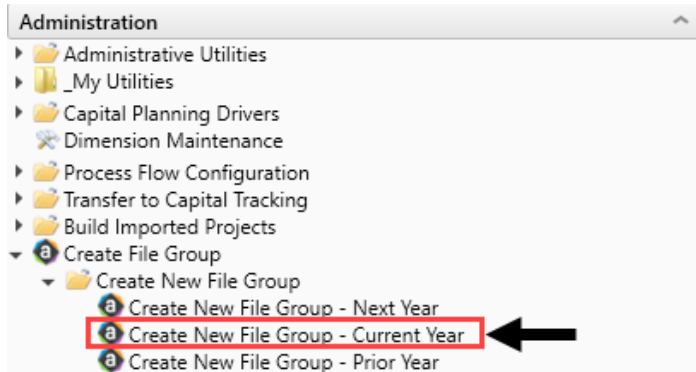 Administration
Administrative Utilities
_My Utilities
Capital Planning Drivers
Dimension Maintenance
Process Flow Configuration
Transfer to Capital Tracking
Build Imported Projects
Create File Group
Create New File Group
Create New File Group - Next Year
Create New File Group - Current Year
Create New File Group - Prior Year